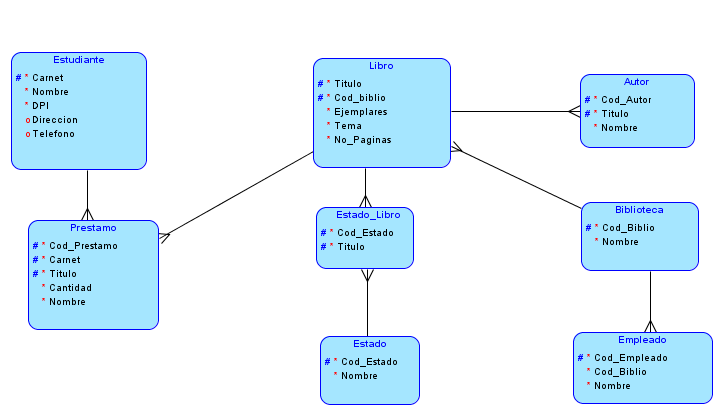 Estudiante
# * Carnet
* Nombre
* DPI
o Direccion
o Telefono
Libro
# * Titulo
# * Cod_biblio
* Ejemplares
* Tema
* No_Paginas
Autor
# * Cod_Autor
# * Titulo
* Nombre
Prestamo
# * Cod_Prestamo
# * Carnet
# * Titulo
* Cantidad
* Nombre
Estado_Libro
# * Cod_Estado
# * Titulo
Biblioteca
# * Cod_Biblio
* Nombre
Estado
# * Cod_Estado
* Nombre
Empleado
# * Cod_Empleado
* Cod_Biblio
* Nombre